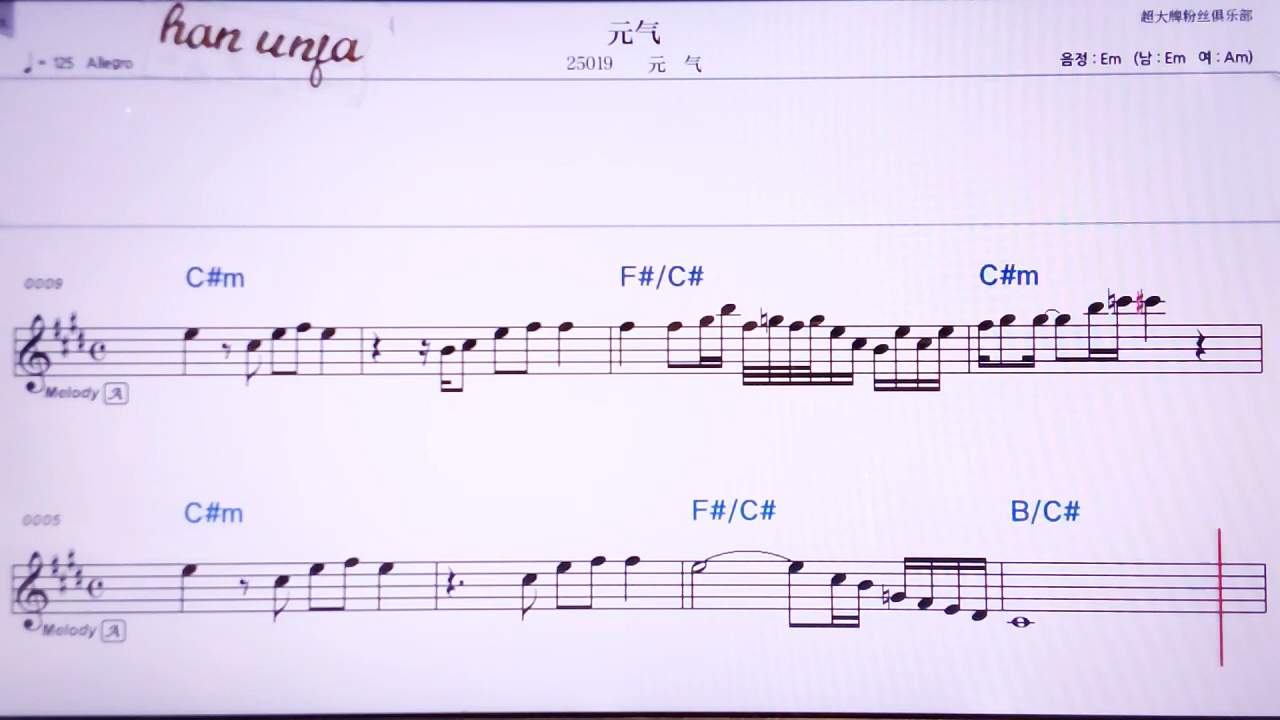 han unja
元气
超大牌粉丝俱乐部
♩= 125 Allegro
25019 元 气
음정 : Em (남 : Em 여 : Am)
0009
C#m F#/C# C#m
Melody A
0005
C#m F#/C# B/C#
Melody A